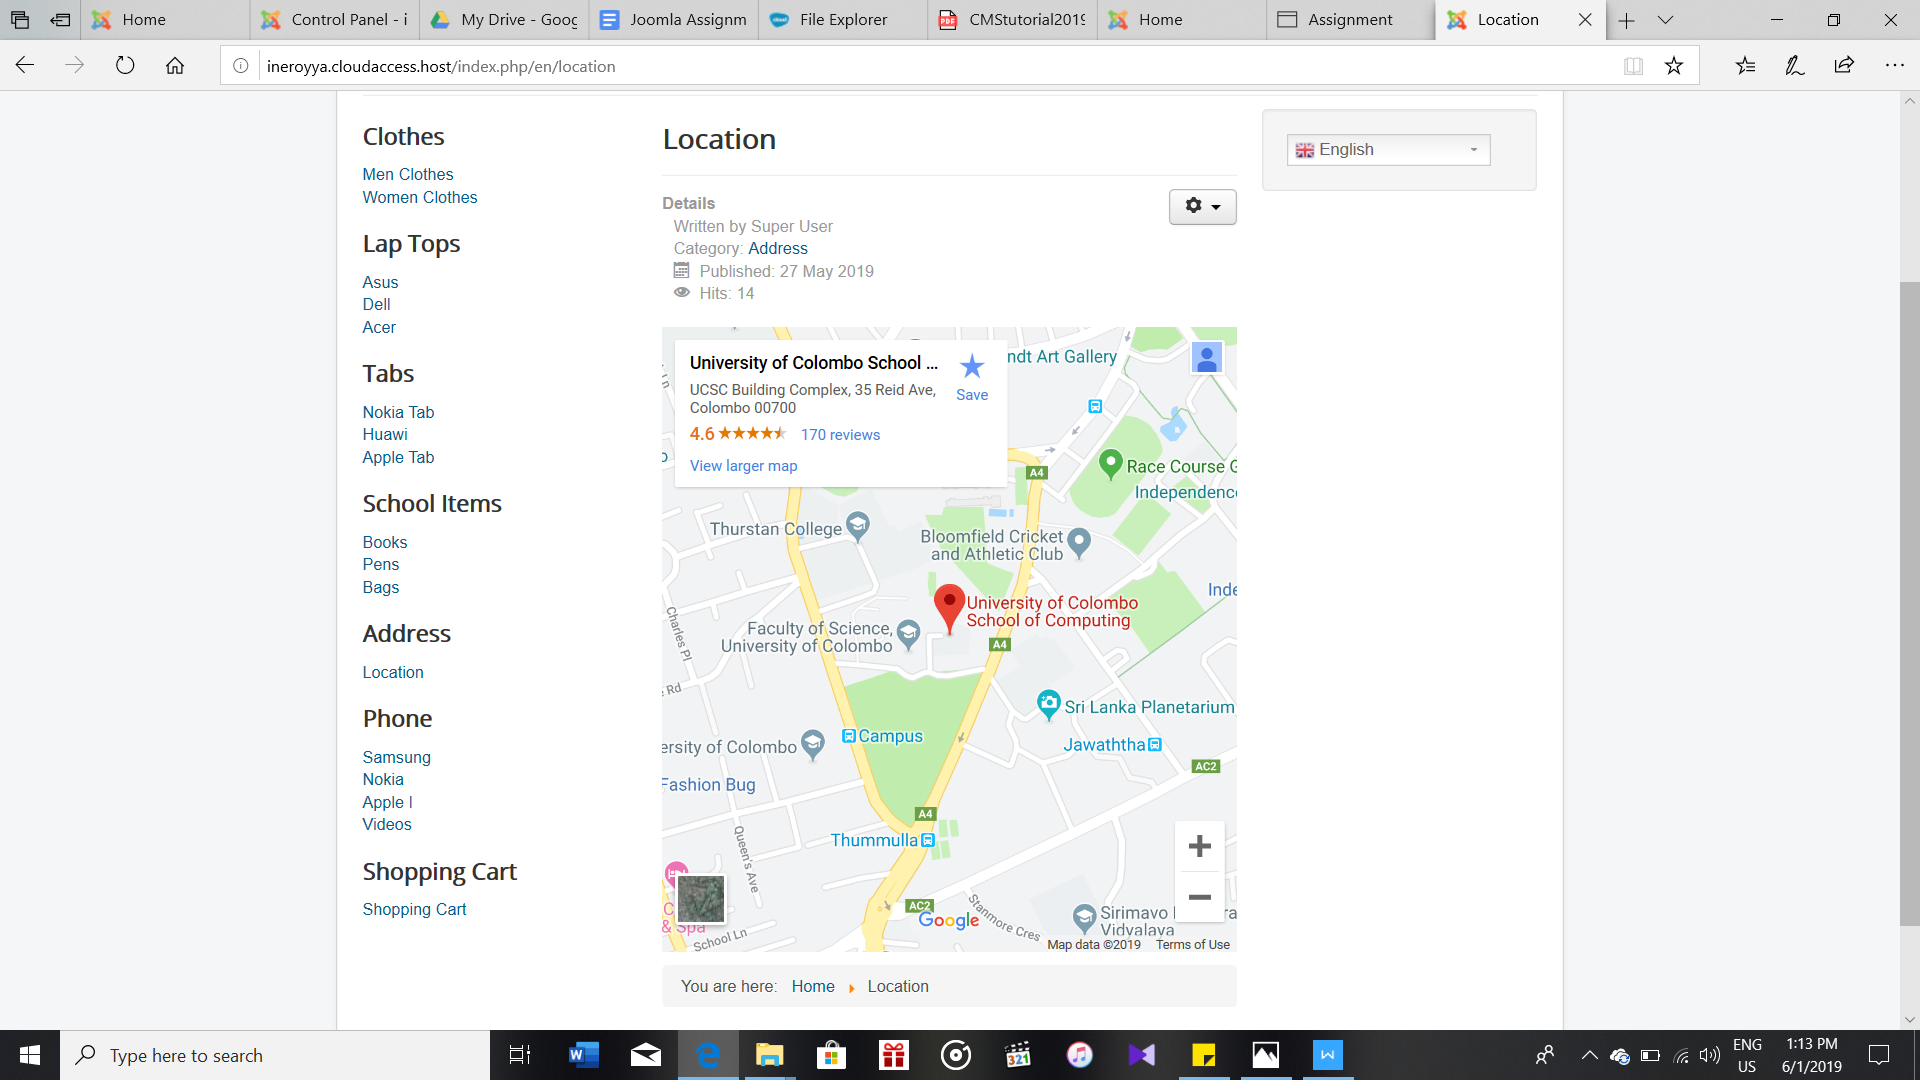 Home
Control Panel - i
My Drive - Goog
Joomla Assignm
File Explorer
CMStutorial2019
Home
Assignment
Location
ineroyya.cloudaccess.host/index.php/en/location
Clothes
Men Clothes
Women Clothes
Lap Tops
Asus
Dell
Acer
Tabs
Nokia Tab
Huawi
Apple Tab
School Items
Books
Pens
Bags
Address
Location
Phone
Samsung
Nokia
Apple I
Videos
Shopping Cart
Shopping Cart
Location
Details
Written by Super User
Category: Address
Published: 27 May 2019
Hits: 14
English
University of Colombo School ...
UCSC Building Complex, 35 Reid Ave,
Colombo 00700
Save
4.6 170 reviews
View larger map
ndt Art Gallery
A4
Race Course G
Independenc
Thurstan College
Bloomfield Cricket
and Athletic Club
Inde
University of Colombo
School of Computing
Charles Pl
Faculty of Science,
University of Colombo
A4
e Rd
Sri Lanka Planetarium
Campus
ersity of Colombo
Jawaththa
AC2
Fashion Bug
A4
Thummulla
Queen's Ave
AC2
Google
Stanmore Cres
Sirimavo
ra
Vidyalaya
C
& Spa
School Ln
Map data ©2019 Terms of Use
You are here: Home Location
Type here to search
321
ENG
US
1:13 PM
6/1/2019